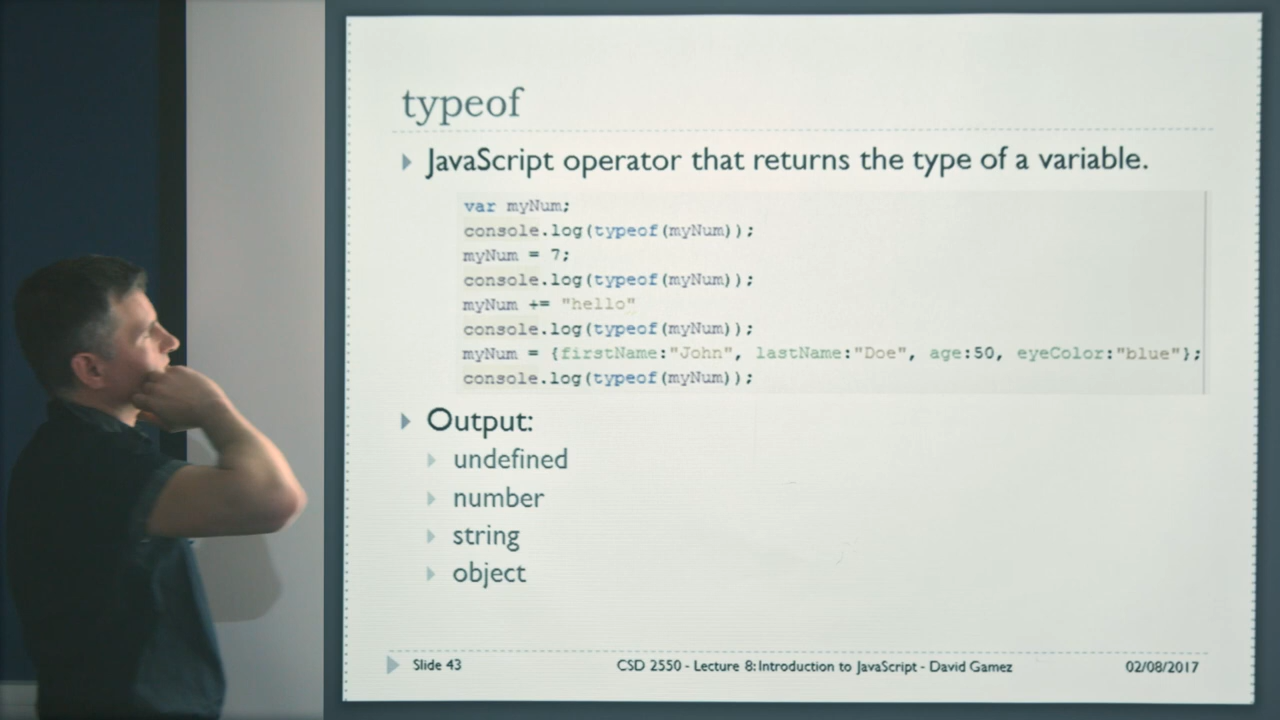 typeof
JavaScript operator that returns the type of a variable.
var myNum;
console.log(typeof(myNum));
myNum = 7;
console.log(typeof(myNum));
myNum += "hello"
console.log(typeof(myNum));
myNum = {firstName:"John", lastName:"Doe", age:50, eyeColor:"blue"};
console.log(typeof(myNum));
Output:
undefined
number
string
object
Slide 43
CSD 2550 - Lecture 8: Introduction to JavaScript - David Gamez
02/08/2017